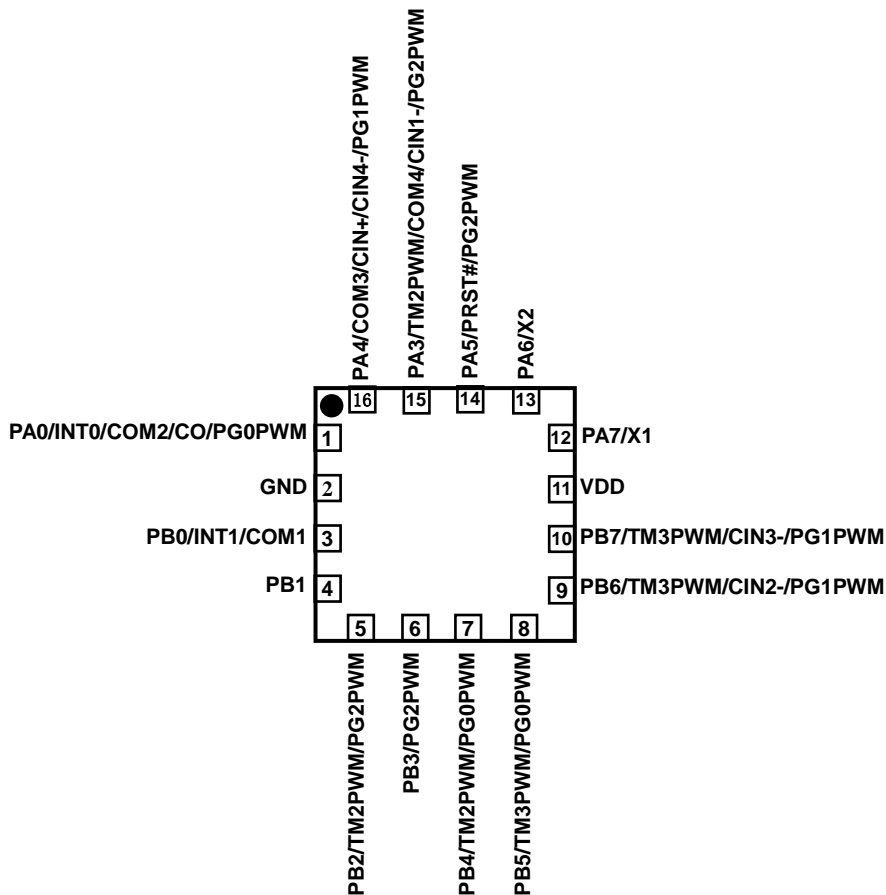 PA4/COM3/CIN+/CIN4-/PG1PWM
PA3/TM2PWM/COM4/CIN1-/PG2PWM
PA5/PRST#/PG2PWM
PA6/X2
16
15
14
13
PA0/INT0/COM2/CO/PG0PWM
1
12
PA7/X1
GND
2
11
VDD
PB0/INT1/COM1
3
10
PB7/TM3PWM/CIN3-/PG1PWM
PB1
4
9
PB6/TM3PWM/CIN2-/PG1PWM
5
6
7
8
PB2/TM2PWM/PG2PWM
PB3/PG2PWM
PB4/TM2PWM/PG0PWM
PB5/TM3PWM/PG0PWM